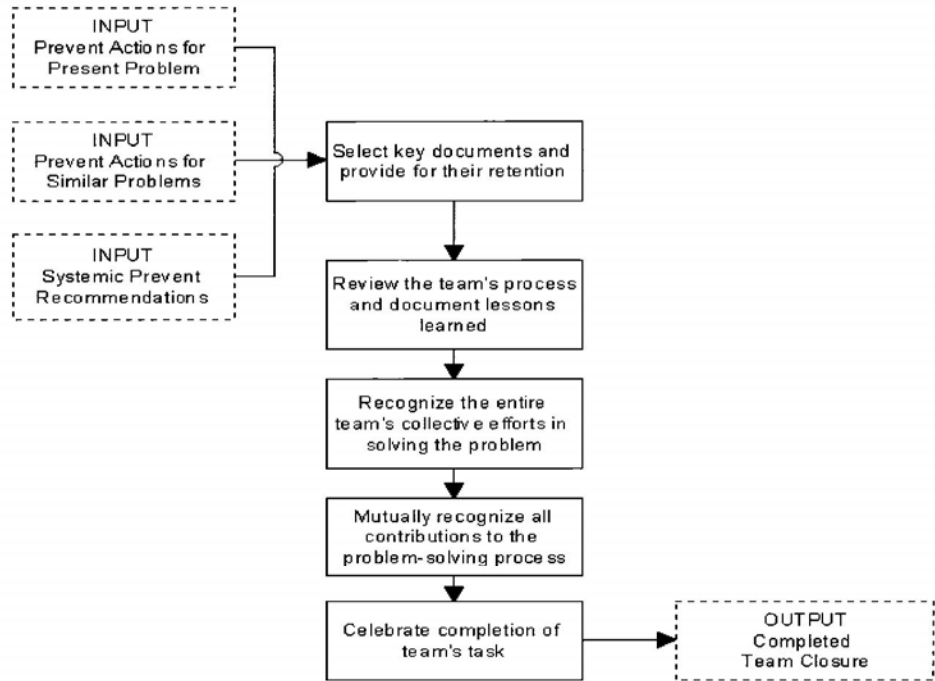 INPUT
Prevent Actions for
Present Problem
INPUT
Prevent Actions for
Similar Problems
INPUT
Systemic Prevent
Recommendations
Select key documents and
provide for their retention
Review the team's process
and document lessons
learned
Recognize the entire
team's collective efforts in
solving the problem
Mutually recognize all
contributions to the
problem-solving process
Celebrate completion of
team's task
OUTPUT
Completed
Team Closure